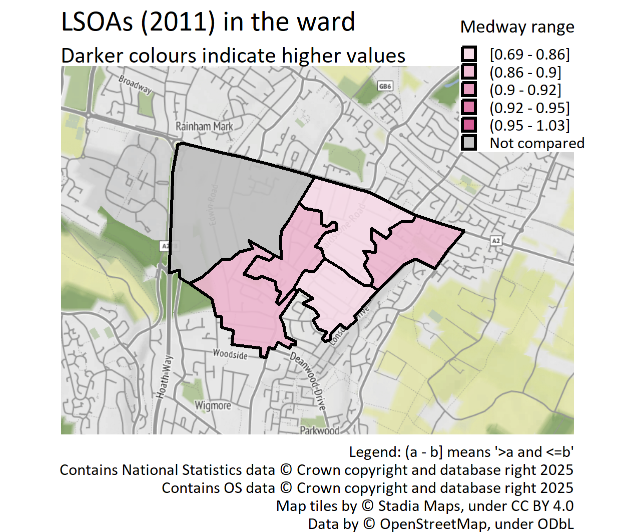 LSOAs (2011) in the ward
Darker colours indicate higher values
Medway range
[0.69 - 0.86]
(0.86 - 0.9]
(0.9 - 0.92]
(0.92 - 0.95]
(0.95 - 1.03]
Not compared
Broadway
GB6
Rainham Mark
A2
A2
Woodside
Deanwood-Drive
Hoath-Way
Wigmore
Parkwood
Legend: (a - b] means '>a and <=b'
Contains National Statistics data © Crown copyright and database right 2025
Contains OS data © Crown copyright and database right 2025
Map tiles by © Stadia Maps, under CC BY 4.0
Data by © OpenStreetMap, under ODbL